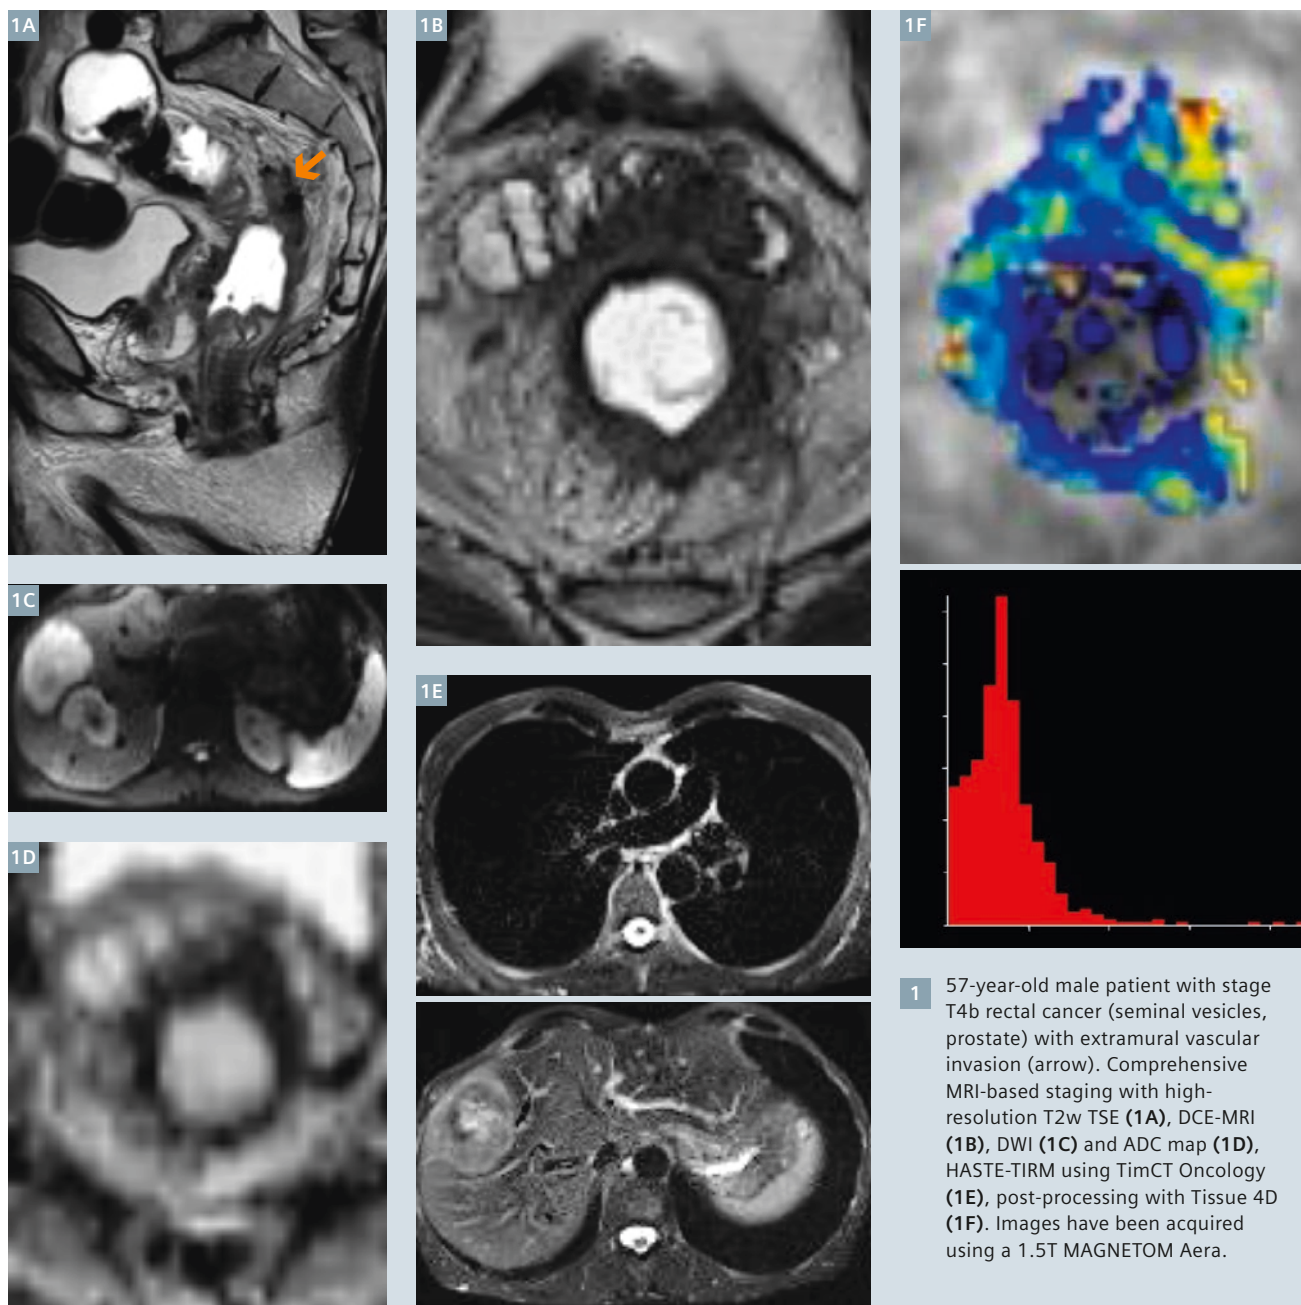 1A
1B
1F
1C
1E
1D
1
57-year-old male patient with stage
T4b rectal cancer (seminal vesicles,
prostate) with extramural vascular
invasion (arrow). Comprehensive
MRI-based staging with high-
resolution T2w TSE (1A), DCE-MRI
(1B), DWI (1C) and ADC map (1D),
HASTE-TIRM using TimCT Oncology
(1E), post-processing with Tissue 4D
(1F). Images have been acquired
using a 1.5T MAGNETOM Aera.